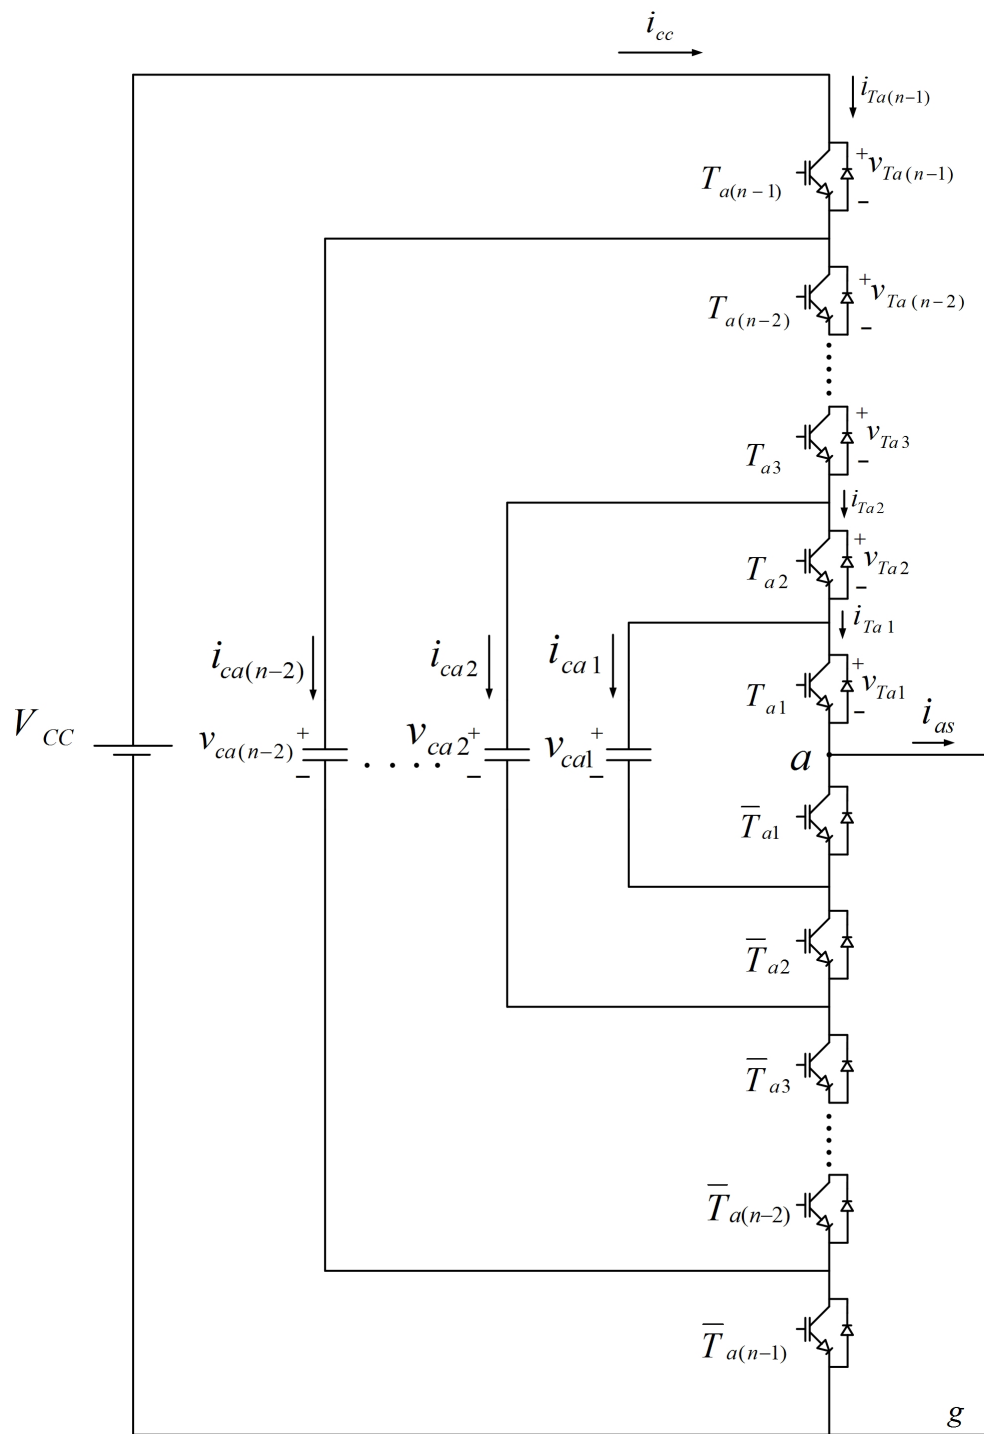 i_cc
i_Ta(n−1)
T_a(n−1)
+
v_Ta(n−1)
−
T_a(n−2)
+
v_Ta(n−2)
−
T_a3
+
v_Ta3
−
i_Ta2
T_a2
+
v_Ta2
−
i_Ta1
i_ca(n−2) i_ca2 i_ca1
T_a1
+
v_Ta1
−
V_CC
v_ca(n−2) + −
v_ca2 + −
v_ca1 + −
i_as
a
T̅_a1
T̅_a2
T̅_a3
T̅_a(n−2)
T̅_a(n−1)
g